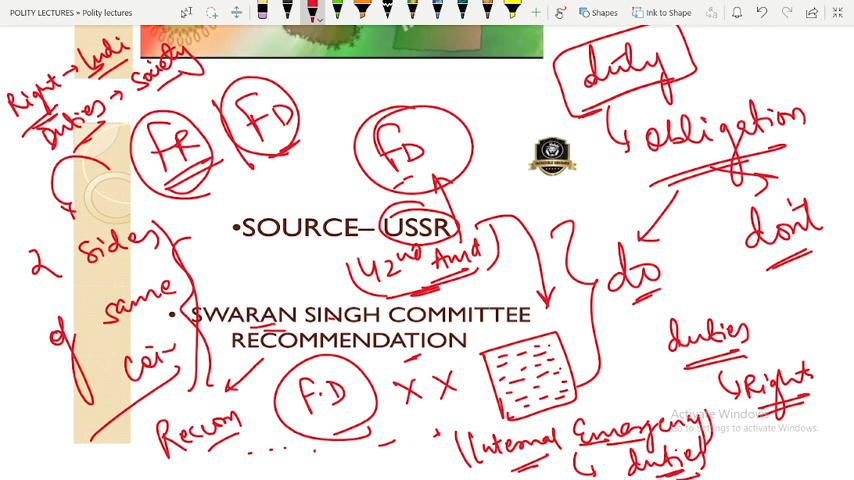 POLITY LECTURES » Polity lectures
Shapes
Ink to Shape
Right → Indi
Duties → Society
FR
FD
FD
duty
obligation
do
don't
•SOURCE– USSR
(42nd Amd)
2 sides
of same
coin
• SWARAN SINGH COMMITTEE
RECOMMENDATION
F.D
X X
Recom
duties
Rights
Internal Emergency
duties
Activate Windows
Go to Settings to activate Windows.